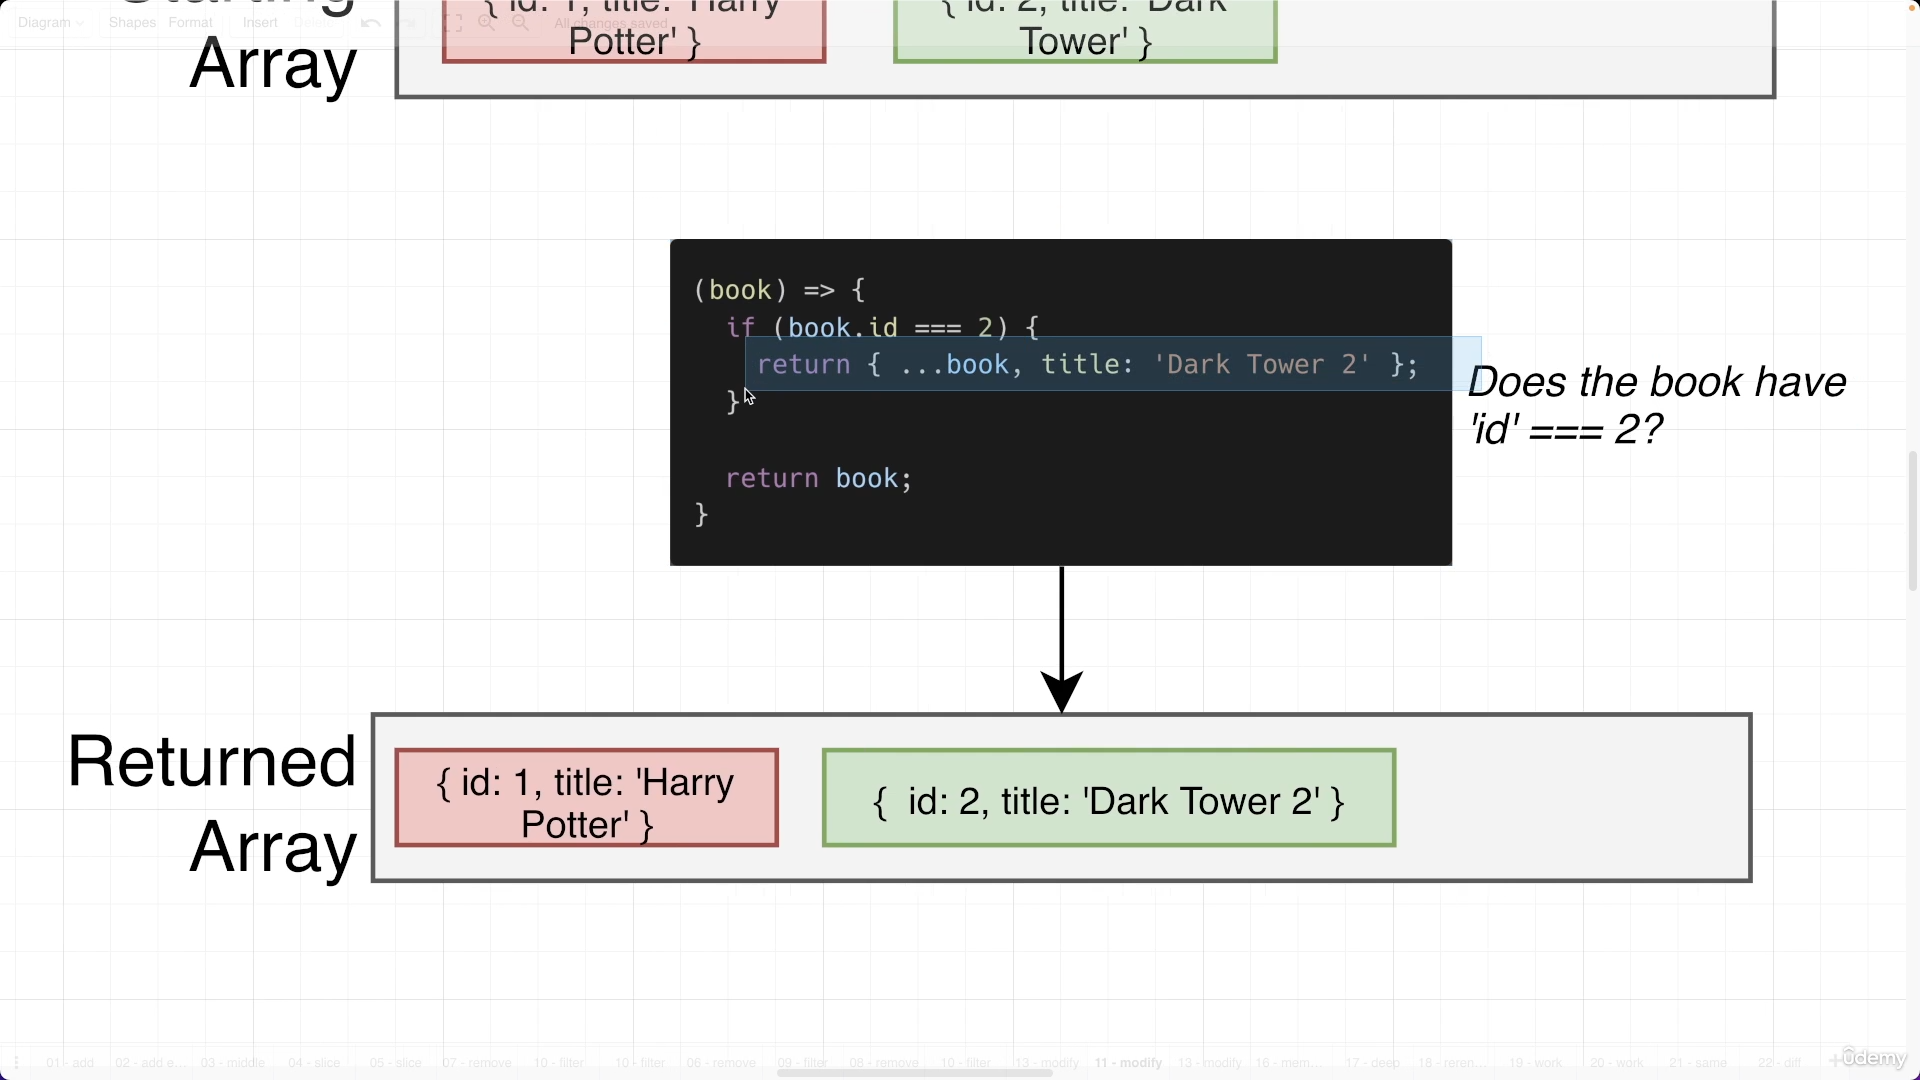 Diagram Shapes Format Insert Delete All changes saved
Starting
Array
{ id: 1, title: 'Harry
Potter' }
{ id: 2, title: 'Dark
Tower' }
(book) => {
if (book.id === 2) {
return { ...book, title: 'Dark Tower 2' };
}
return book;
}
Does the book have
'id' === 2?
Returned
Array
{ id: 1, title: 'Harry
Potter' }
{ id: 2, title: 'Dark Tower 2' }
01 - add 02 - add e... 03 - middle 04 - slice 05 - slice 07 - remove 10 - filter 10 - filter 06 - remove 09 - filter 08 - remove 10 - filter 13 - modify 11 - modify 13 - modify 16 - mem... 17 - deep 18 - reren... 19 - work 20 - work 21 - same 22 - diff
ûdemy